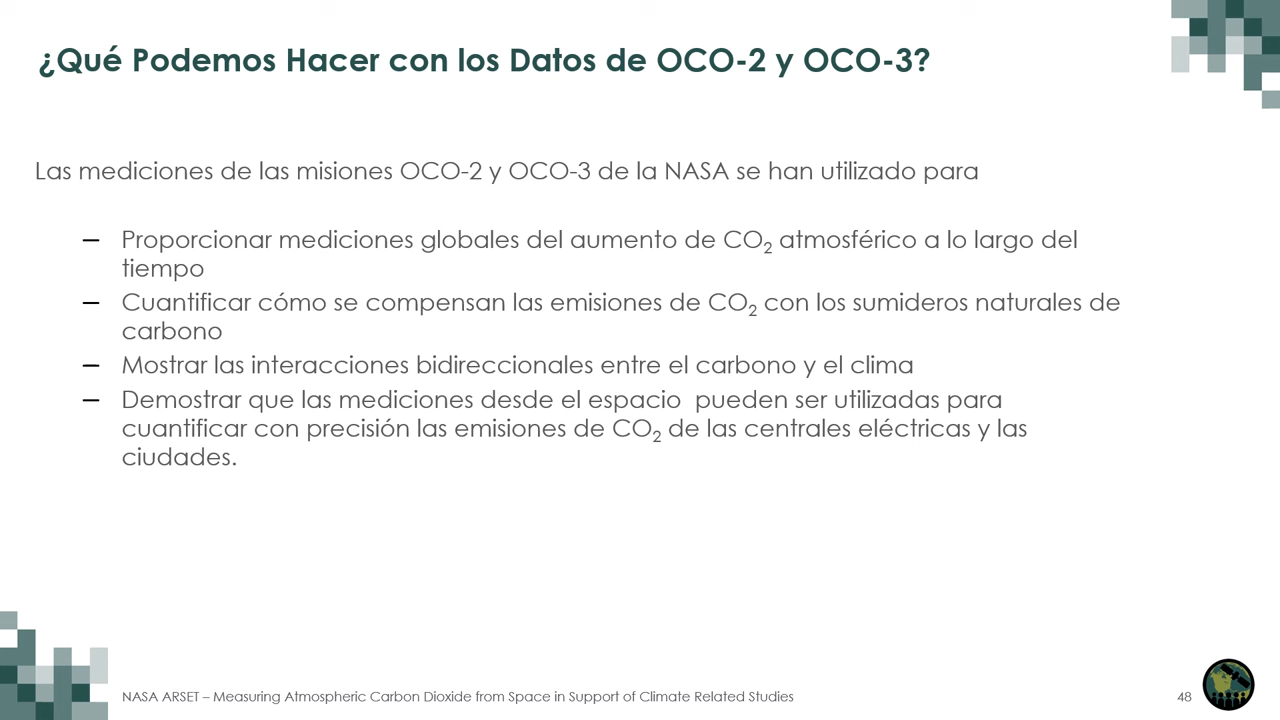 ¿Qué Podemos Hacer con los Datos de OCO-2 y OCO-3?
Las mediciones de las misiones OCO-2 y OCO-3 de la NASA se han utilizado para
– Proporcionar mediciones globales del aumento de CO₂ atmosférico a lo largo del
tiempo
– Cuantificar cómo se compensan las emisiones de CO₂ con los sumideros naturales de
carbono
– Mostrar las interacciones bidireccionales entre el carbono y el clima
– Demostrar que las mediciones desde el espacio pueden ser utilizadas para
cuantificar con precisión las emisiones de CO₂ de las centrales eléctricas y las
ciudades.
NASA ARSET – Measuring Atmospheric Carbon Dioxide from Space in Support of Climate Related Studies
48